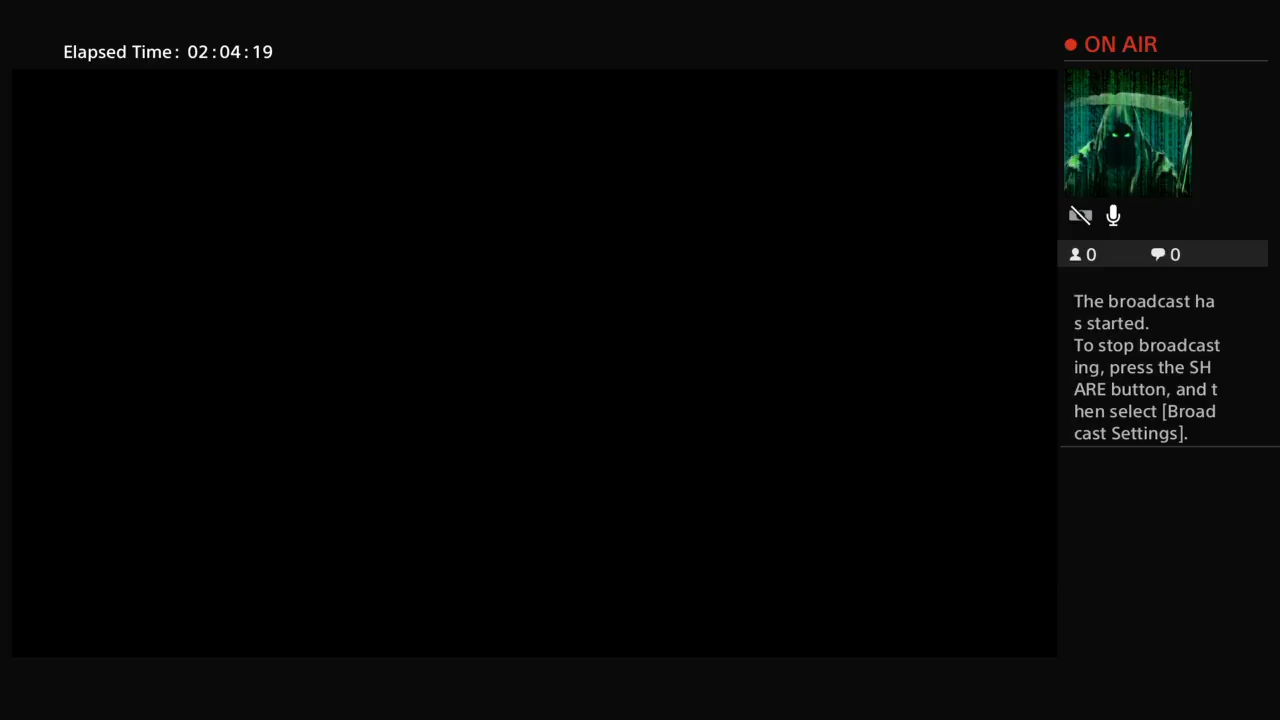 Elapsed Time: 02:04:19
ON AIR
0 0
The broadcast ha
s started.
To stop broadcast
ing, press the SH
ARE button, and t
hen select [Broad
cast Settings].